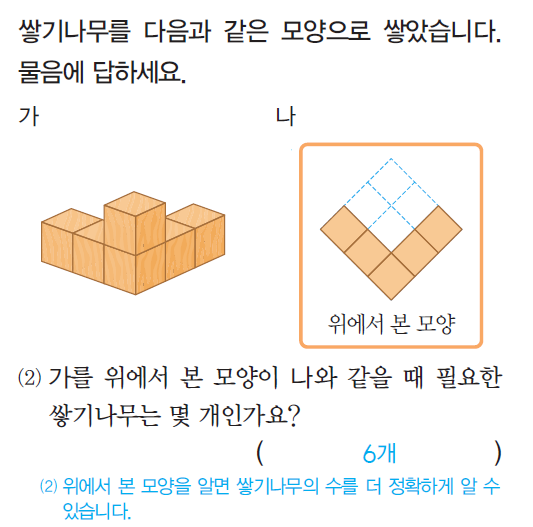 쌓기나무를 다음과 같은 모양으로 쌓았습니다.
물음에 답하세요.
가
나
위에서 본 모양
(2) 가를 위에서 본 모양이 나와 같을 때 필요한
쌓기나무는 몇 개인가요?
( 6개 )
(2) 위에서 본 모양을 알면 쌓기나무의 수를 더 정확하게 알 수
있습니다.